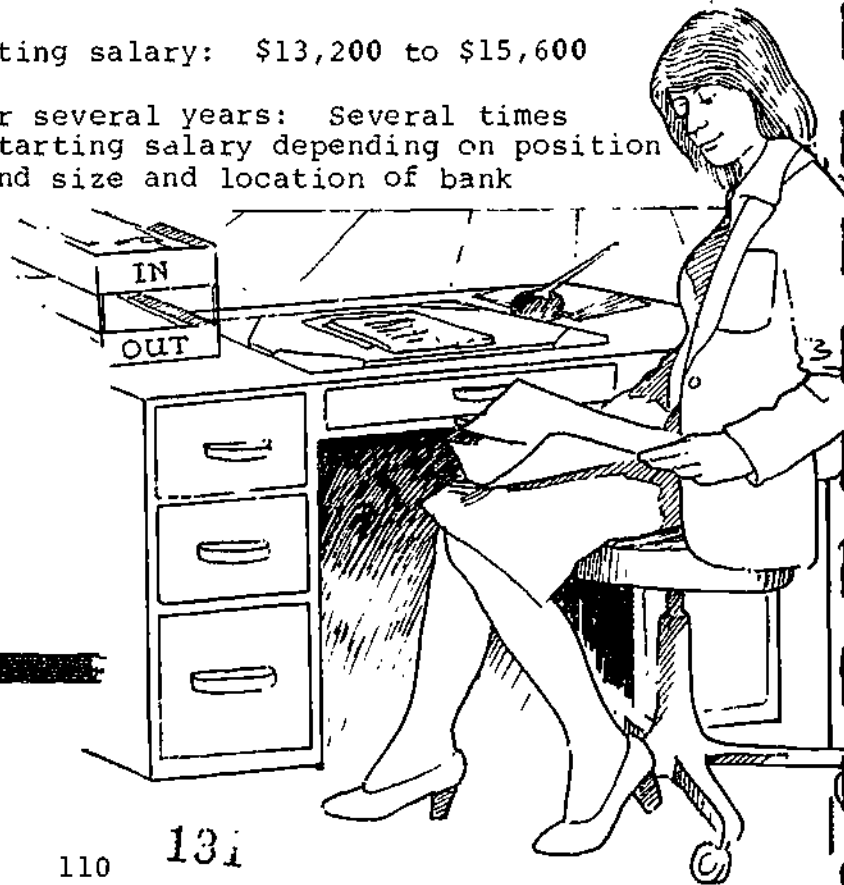 ting salary: $13,200 to $15,600
r several years: Several times
tarting salary depending on position
nd size and location of bank
IN
OUT
110